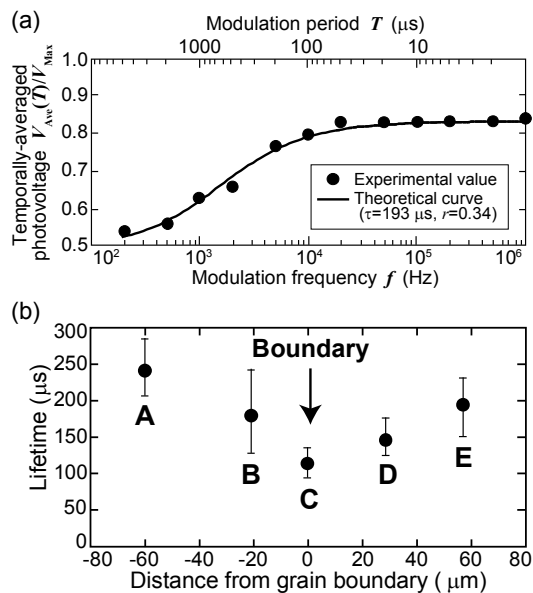 (a)
Modulation period T (μs)
1000 100 10
Temporally-averaged
photovoltage V_Ave(T)/V_Max
1.0
0.9
0.8
0.7
0.6
0.5
Experimental value
Theoretical curve
(τ=193 μs, r=0.34)
10² 10³ 10⁴ 10⁵ 10⁶
Modulation frequency f (Hz)
(b)
Lifetime (μs)
300
250
200
150
100
50
0
Boundary
A
B
C
D
E
-80 -60 -40 -20 0 20 40 60 80
Distance from grain boundary ( μm)